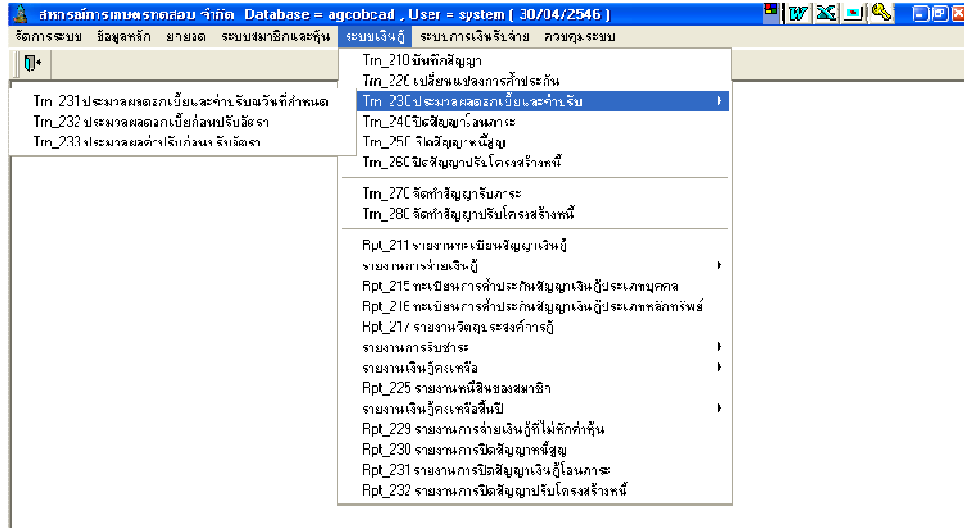 สหกรณ์การเกษตรทดสอบ จำกัด Database = agcobcad , User = system ( 30/04/2546 )
จัดการระบบ ข้อมูลหลัก ยายงวด ระบบสมาชิกและหุ้น ระบบเงินกู้ ระบบการเงินรับจ่าย ควบคุมระบบ
Trn_210 บันทึกสัญญา
Trn_220 เปลี่ยนแปลงการค้ำประกัน
Trn_230 ประมวลผลดอกเบี้ยและค่าปรับ
Trn_231 ประมวลผลดอกเบี้ยและค่าปรับณวันที่กำหนด
Trn_232 ประมวลผลดอกเบี้ยก่อนปรับอัตรา
Trn_233 ประมวลผลค่าปรับก่อนปรับอัตรา
Trn_240 ปิดสัญญาโอนภาระ
Trn_250 ปิดสัญญาหนี้สูญ
Trn_260 ปิดสัญญาปรับโครงสร้างหนี้
Trn_270 จัดทำสัญญารับภาระ
Trn_280 จัดทำสัญญาปรับโครงสร้างหนี้
Rpt_211 รายงานทะเบียนสัญญาเงินกู้
รายงานการจ่ายเงินกู้
Rpt_215 ทะเบียนการค้ำประกันสัญญาเงินกู้ประเภทบุคคล
Rpt_216 ทะเบียนการค้ำประกันสัญญาเงินกู้ประเภทหลักทรัพย์
Rpt_217 รายงานวัตถุประสงค์การกู้
รายงานการรับชำระ
รายงานเงินกู้คงเหลือ
Rpt_225 รายงานหนี้สินของสมาชิก
รายงานเงินกู้คงเหลือสิ้นปี
Rpt_229 รายงานการจ่ายเงินกู้ที่ไม่หักค่าหุ้น
Rpt_230 รายงานการปิดสัญญาหนี้สูญ
Rpt_231 รายงานการปิดสัญญาเงินกู้โอนภาระ
Rpt_232 รายงานการปิดสัญญาปรับโครงสร้างหนี้